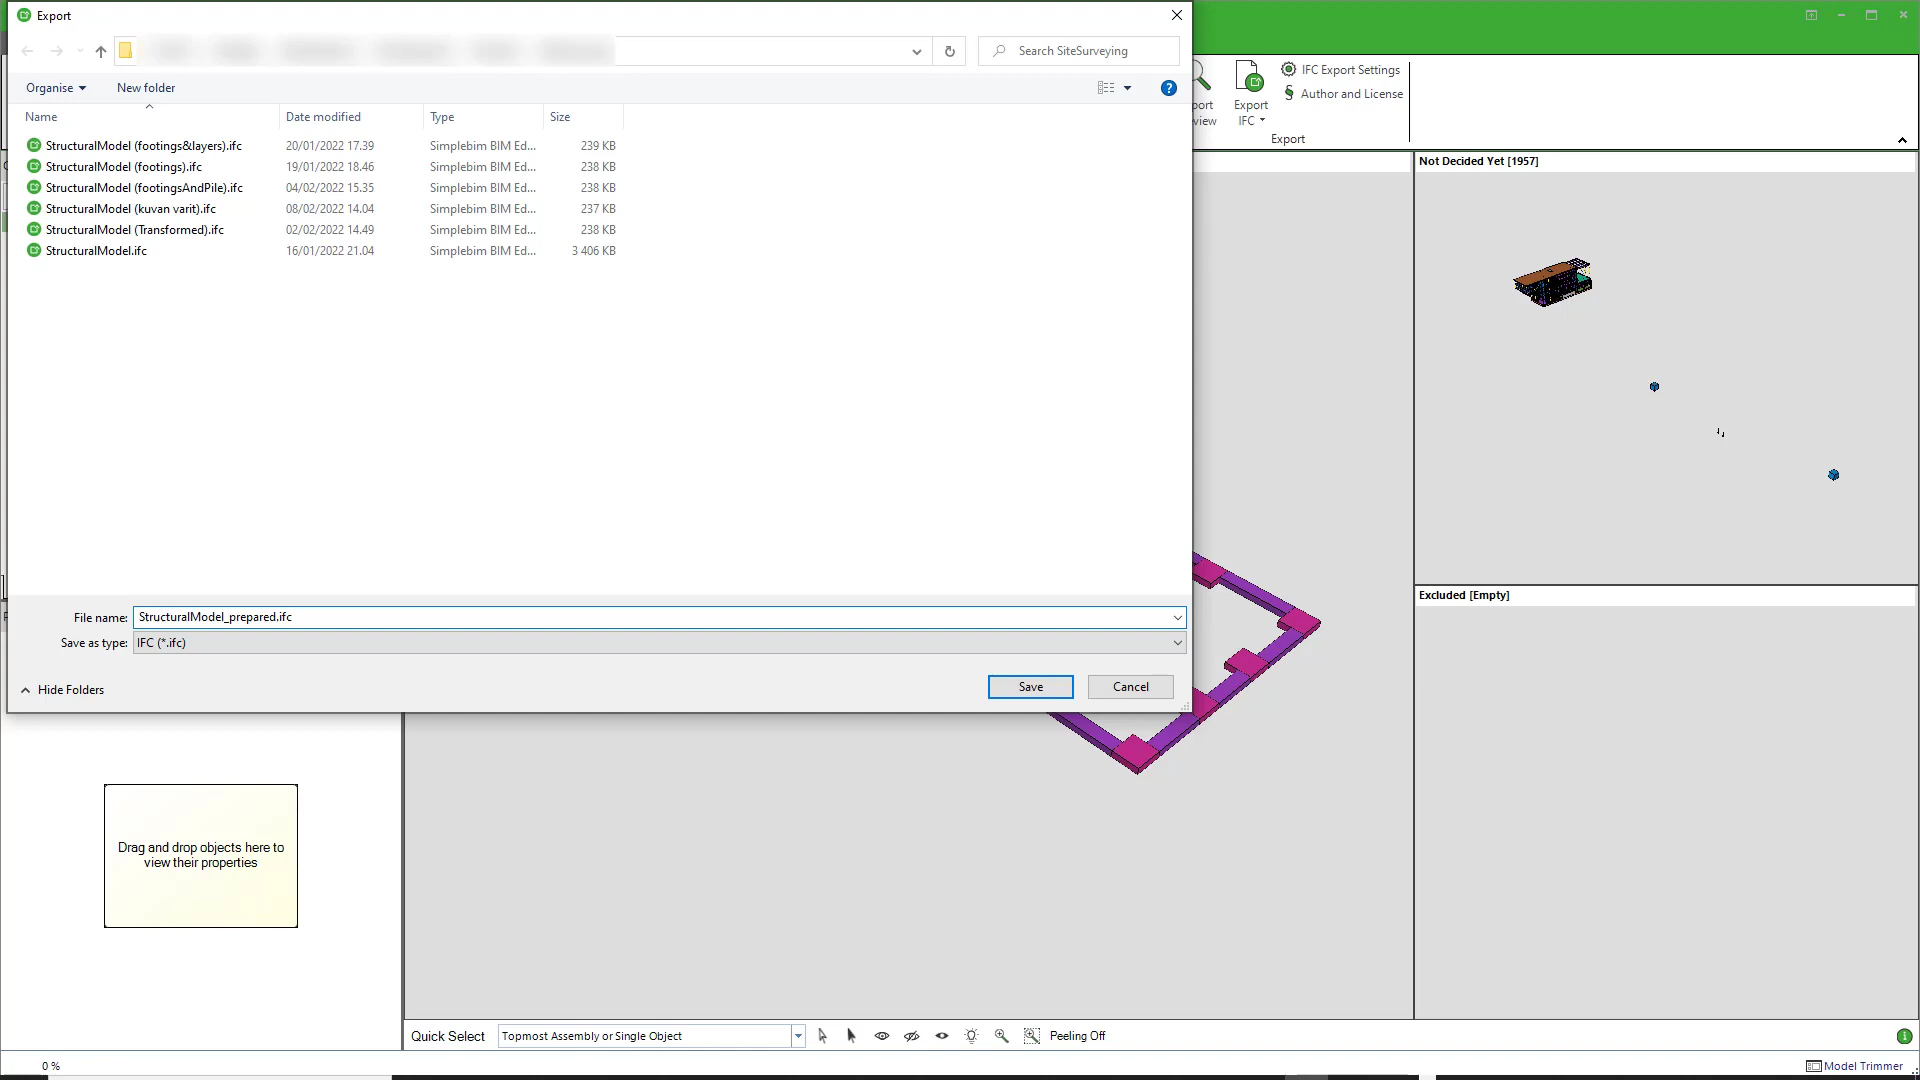 Export
Search SiteSurveying
Organise
New folder
Name
Date modified
Type
Size
StructuralModel (footings&layers).ifc 20/01/2022 17.39 Simplebim BIM Ed... 239 KB
StructuralModel (footings).ifc 19/01/2022 18.46 Simplebim BIM Ed... 238 KB
StructuralModel (footingsAndPile).ifc 04/02/2022 15.35 Simplebim BIM Ed... 238 KB
StructuralModel (kuvan varit).ifc 08/02/2022 14.04 Simplebim BIM Ed... 237 KB
StructuralModel (Transformed).ifc 02/02/2022 14.49 Simplebim BIM Ed... 238 KB
StructuralModel.ifc 16/01/2022 21.04 Simplebim BIM Ed... 3 406 KB
File name: StructuralModel_prepared.ifc
Save as type: IFC (*.ifc)
Hide Folders
Save
Cancel
Export
IFC
IFC Export Settings
Author and License
Export
Not Decided Yet [1957]
Excluded [Empty]
Drag and drop objects here to
view their properties
Quick Select
Topmost Assembly or Single Object
Peeling Off
0 %
Model Trimmer